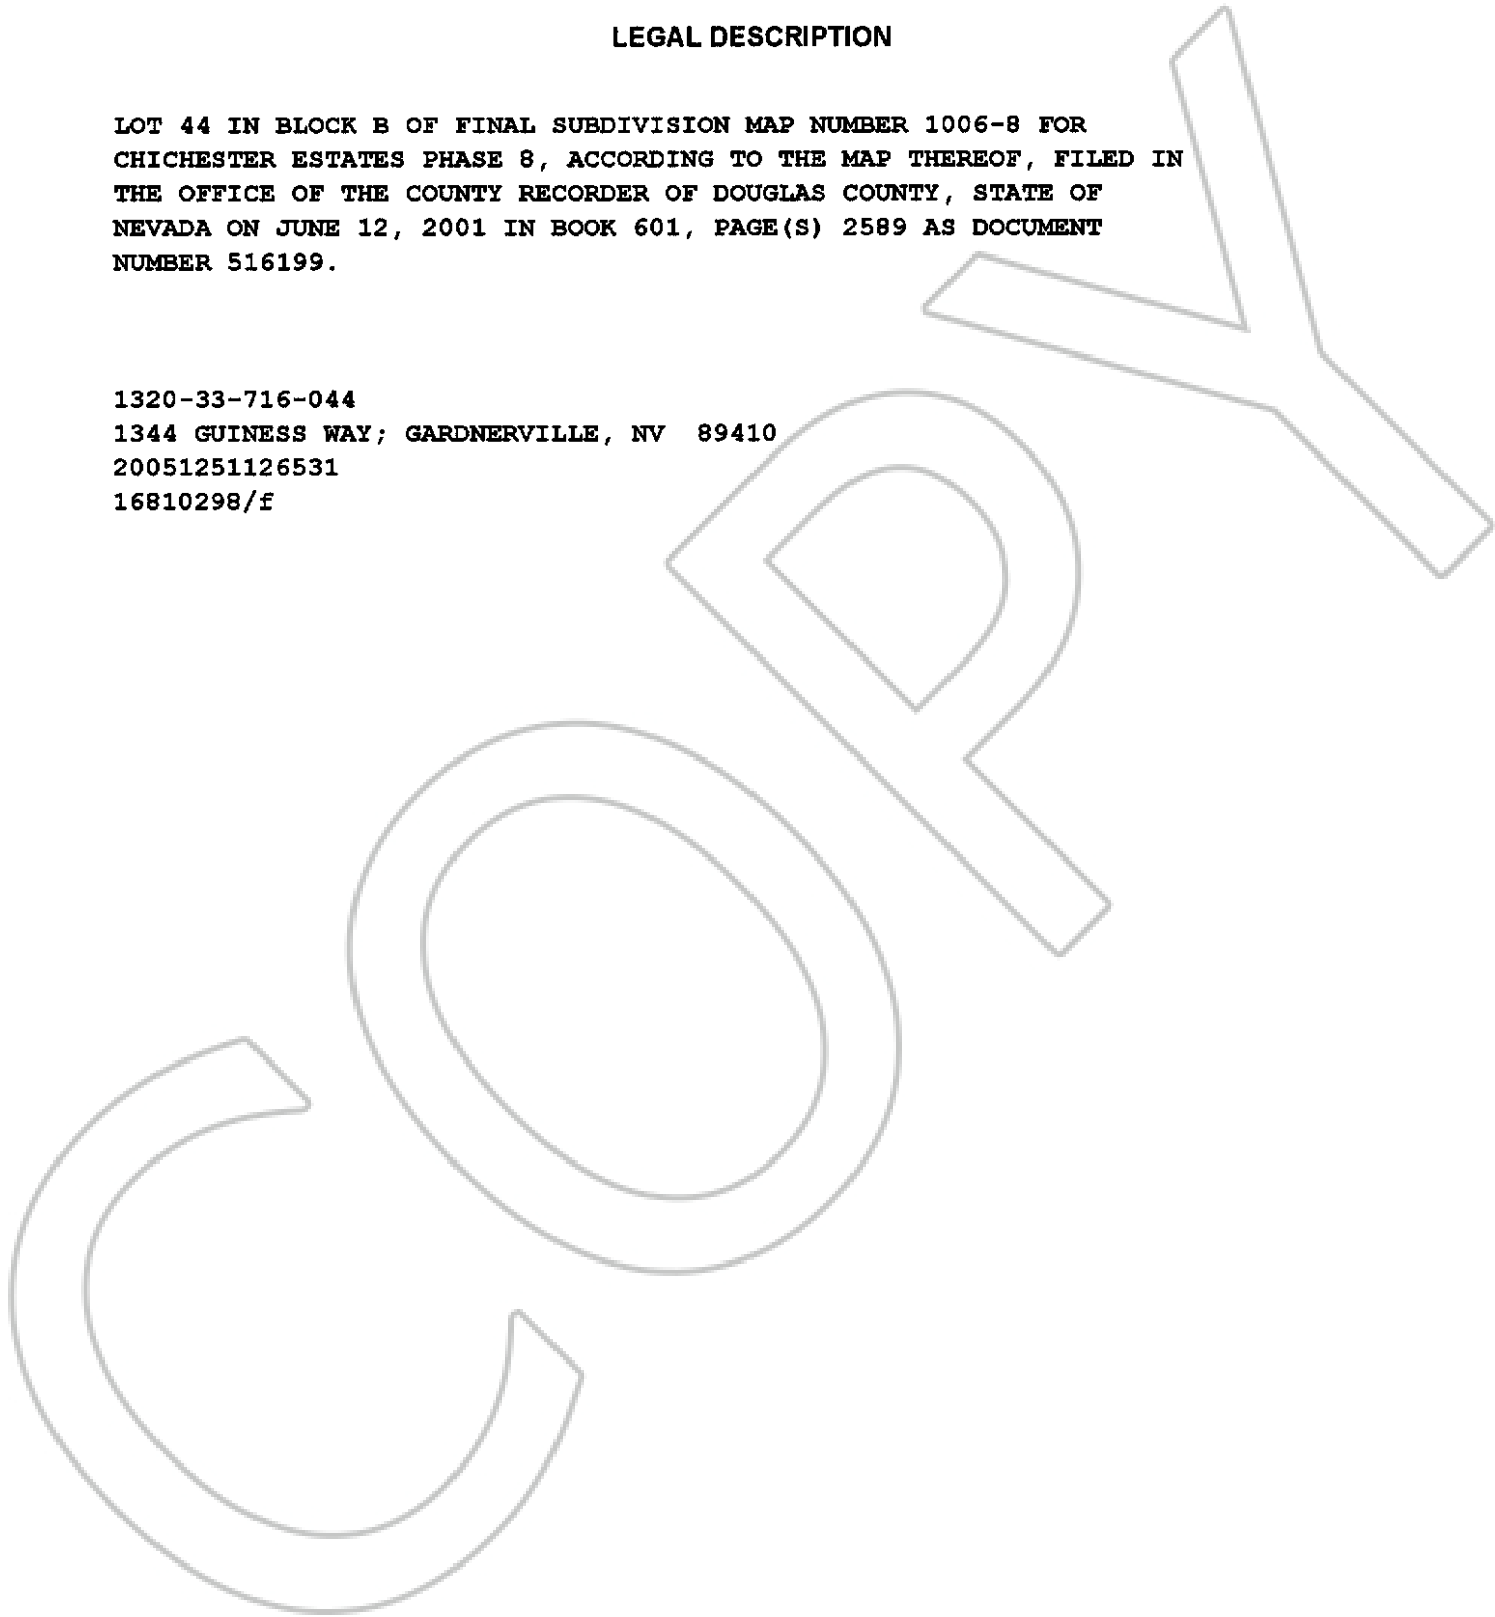 LEGAL DESCRIPTION
LOT 44 IN BLOCK B OF FINAL SUBDIVISION MAP NUMBER 1006-8 FOR
CHICHESTER ESTATES PHASE 8, ACCORDING TO THE MAP THEREOF, FILED IN
THE OFFICE OF THE COUNTY RECORDER OF DOUGLAS COUNTY, STATE OF
NEVADA ON JUNE 12, 2001 IN BOOK 601, PAGE(S) 2589 AS DOCUMENT
NUMBER 516199.
1320-33-716-044
1344 GUINESS WAY; GARDNERVILLE, NV  89410
20051251126531
16810298/f
COPY